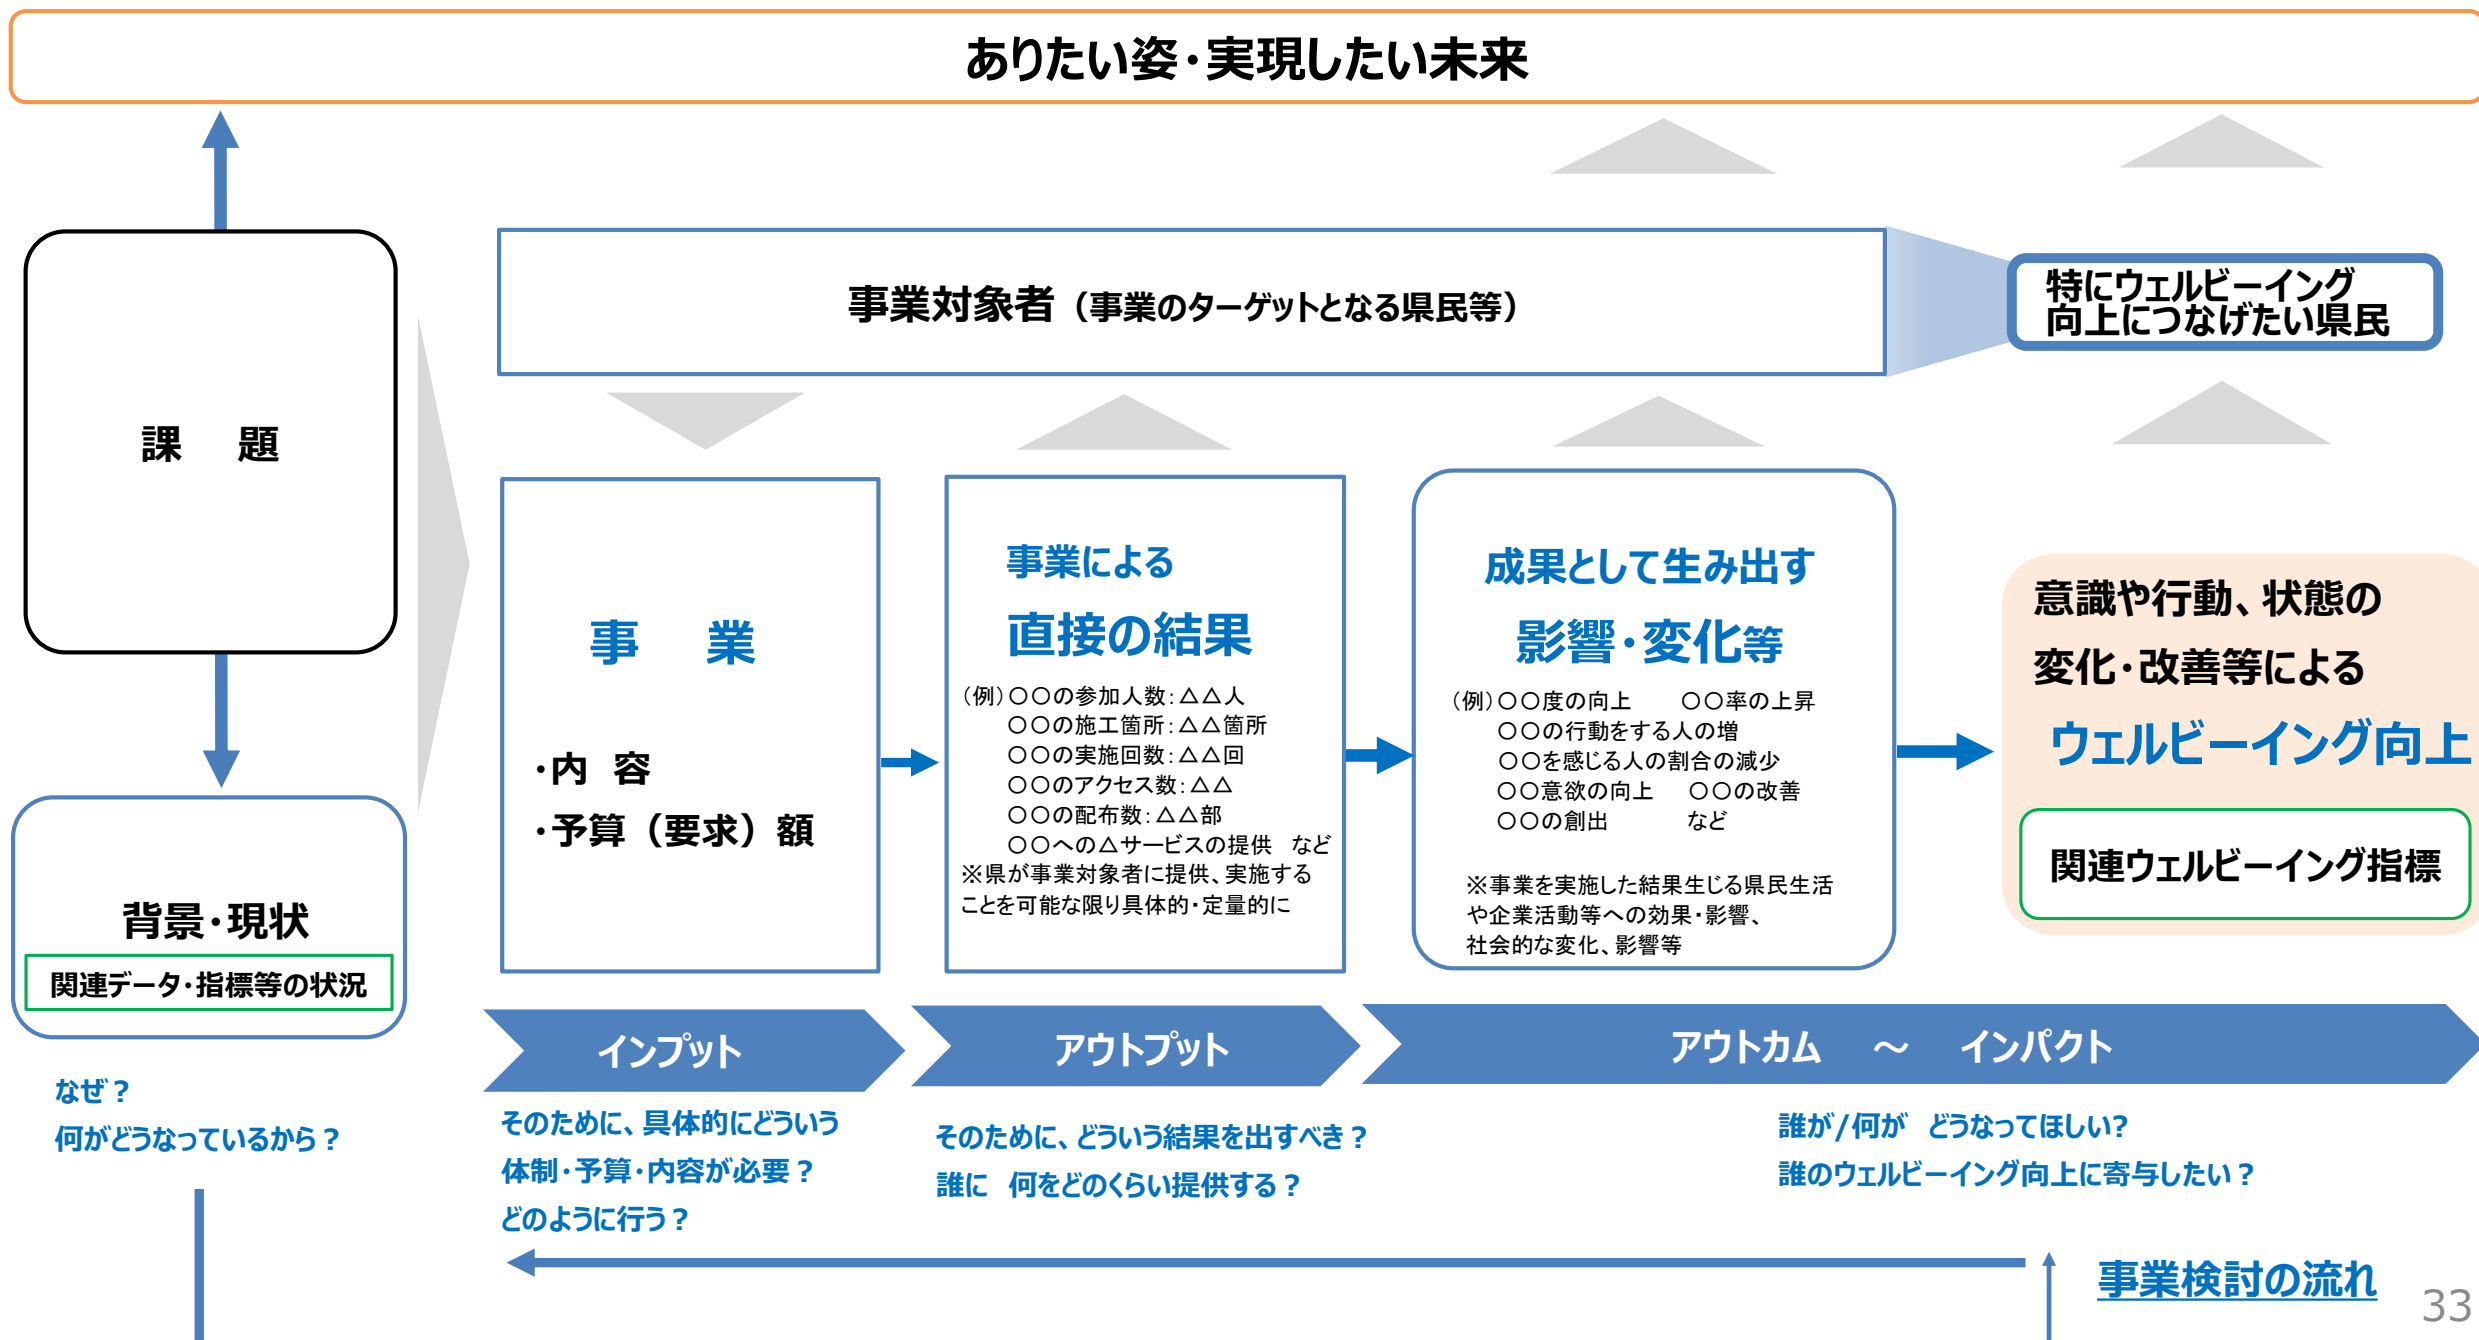 ありたい姿・実現したい未来
課　題
背景・現状
関連データ・指標等の状況
なぜ？
何がどうなっているから？
事業対象者（事業のターゲットとなる県民等）
特にウェルビーイング
向上につなげたい県民
事　業
・内　容
・予算（要求）額
事業による
直接の結果
（例）〇〇の参加人数：△△人
〇〇の施工箇所：△△箇所
〇〇の実施回数：△△回
〇〇のアクセス数：△△
〇〇の配布数：△△部
〇〇への△サービスの提供　など
※県が事業対象者に提供、実施する
ことを可能な限り具体的・定量的に
成果として生み出す
影響・変化等
（例）〇〇度の向上　　〇〇率の上昇
〇〇の行動をする人の増
〇〇を感じる人の割合の減少
〇〇意欲の向上　〇〇の改善
〇〇の創出　　　など
※事業を実施した結果生じる県民生活
や企業活動等への効果・影響、
社会的な変化、影響等
意識や行動、状態の
変化・改善等による
ウェルビーイング向上
関連ウェルビーイング指標
インプット
アウトプット
アウトカム　～　インパクト
そのために、具体的にどういう
体制・予算・内容が必要？
どのように行う？
そのために、どういう結果を出すべき？
誰に　何をどのくらい提供する？
誰が/何が　どうなってほしい?
誰のウェルビーイング向上に寄与したい？
事業検討の流れ
33